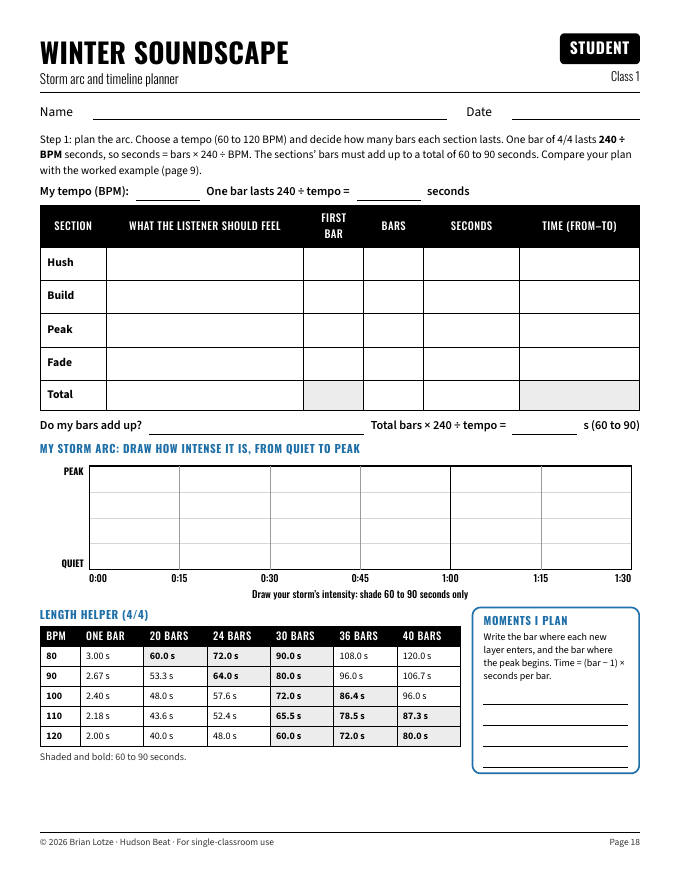 WINTER SOUNDSCAPE
STUDENT
Storm arc and timeline planner
Class 1
Name Date
Step 1: plan the arc. Choose a tempo (60 to 120 BPM) and decide how many bars each section lasts. One bar of 4/4 lasts 240 ÷
BPM seconds, so seconds = bars × 240 ÷ BPM. The sections’ bars must add up to a total of 60 to 90 seconds. Compare your plan
with the worked example (page 9).
My tempo (BPM): One bar lasts 240 ÷ tempo = seconds
SECTION WHAT THE LISTENER SHOULD FEEL FIRST BAR BARS SECONDS TIME (FROM–TO)
Hush
Build
Peak
Fade
Total
Do my bars add up? Total bars × 240 ÷ tempo = s (60 to 90)
MY STORM ARC: DRAW HOW INTENSE IT IS, FROM QUIET TO PEAK
PEAK
QUIET
0:00 0:15 0:30 0:45 1:00 1:15 1:30
Draw your storm’s intensity: shade 60 to 90 seconds only
LENGTH HELPER (4/4)
BPM ONE BAR 20 BARS 24 BARS 30 BARS 36 BARS 40 BARS
80 3.00 s 60.0 s 72.0 s 90.0 s 108.0 s 120.0 s
90 2.67 s 53.3 s 64.0 s 80.0 s 96.0 s 106.7 s
100 2.40 s 48.0 s 57.6 s 72.0 s 86.4 s 96.0 s
110 2.18 s 43.6 s 52.4 s 65.5 s 78.5 s 87.3 s
120 2.00 s 40.0 s 48.0 s 60.0 s 72.0 s 80.0 s
Shaded and bold: 60 to 90 seconds.
MOMENTS I PLAN
Write the bar where each new
layer enters, and the bar where
the peak begins. Time = (bar − 1) ×
seconds per bar.
© 2026 Brian Lotze · Hudson Beat · For single-classroom use
Page 18